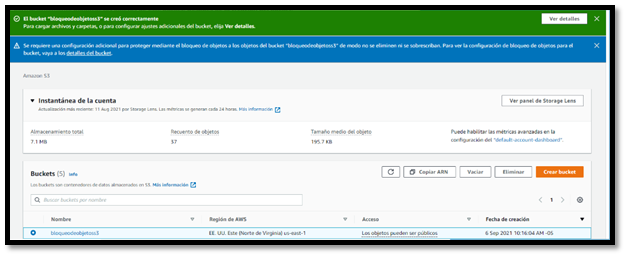 El bucket "bloqueodeobjetoss3" se creó correctamente
Para cargar archivos y carpetas, o para configurar ajustes adicionales del bucket, elija Ver detalles.
Ver detalles
Se requiere una configuración adicional para proteger mediante el bloqueo de objetos a los objetos del bucket "bloqueodeobjetoss3" de modo no se eliminen ni se sobrescriban. Para ver la configuración de bloqueo de objetos para el
bucket, vaya a los detalles del bucket.
Amazon S3
Instantánea de la cuenta
Actualización más reciente: 11 Aug 2021 por Storage Lens. Las métricas se generan cada 24 horas. Más información
Ver panel de Storage Lens
Almacenamiento total
7.1 MB
Recuento de objetos
57
Tamaño medio del objeto
195.7 KB
Puede habilitar las métricas avanzadas en la
configuración del "default-account-dashboard".
Buckets (5) Info
Los buckets son contenedores de datos almacenados en S3. Más información
Copiar ARN
Vaciar
Eliminar
Crear bucket
Buscar buckets por nombre
1
Nombre Región de AWS Acceso Fecha de creación
bloqueodeobjetoss3 EE. UU. Este (Norte de Virginia) us-east-1 Los objetos pueden ser públicos 6 Sep 2021 10:16:04 AM -05